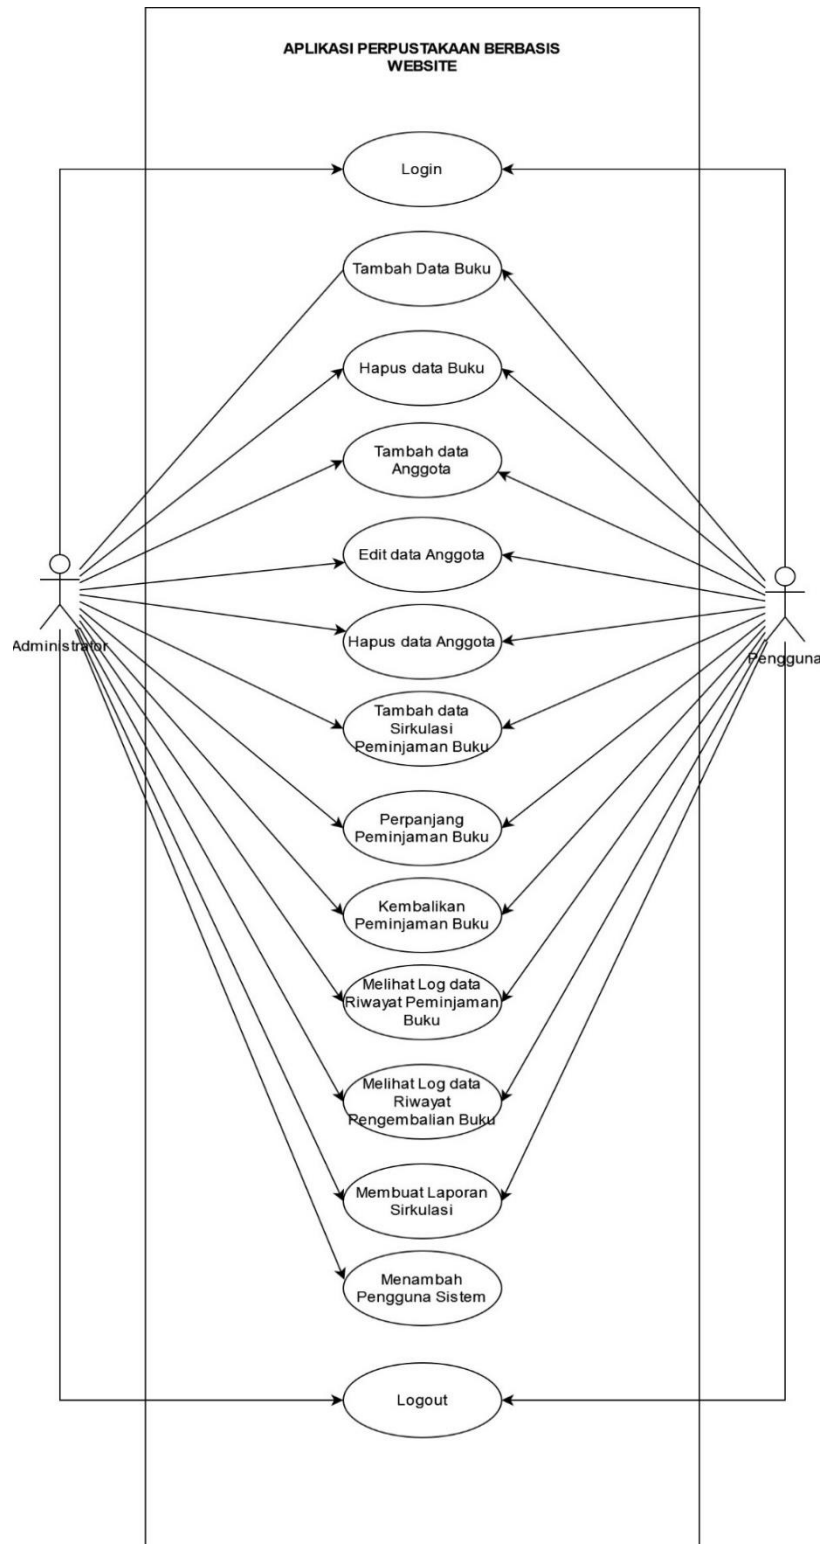 APLIKASI PERPUSTAKAAN BERBASIS
WEBSITE
Login
Tambah Data Buku
Hapus data Buku
Tambah data
Anggota
Edit data Anggota
Hapus data Anggota
Administrator
Pengguna
Tambah data
Sirkulasi
Peminjaman Buku
Perpanjang
Peminjaman Buku
Kembalikan
Peminjaman Buku
Melihat Log data
Riwayat Peminjaman
Buku
Melihat Log data
Riwayat
Pengembalian Buku
Membuat Laporan
Sirkulasi
Menambah
Pengguna Sistem
Logout